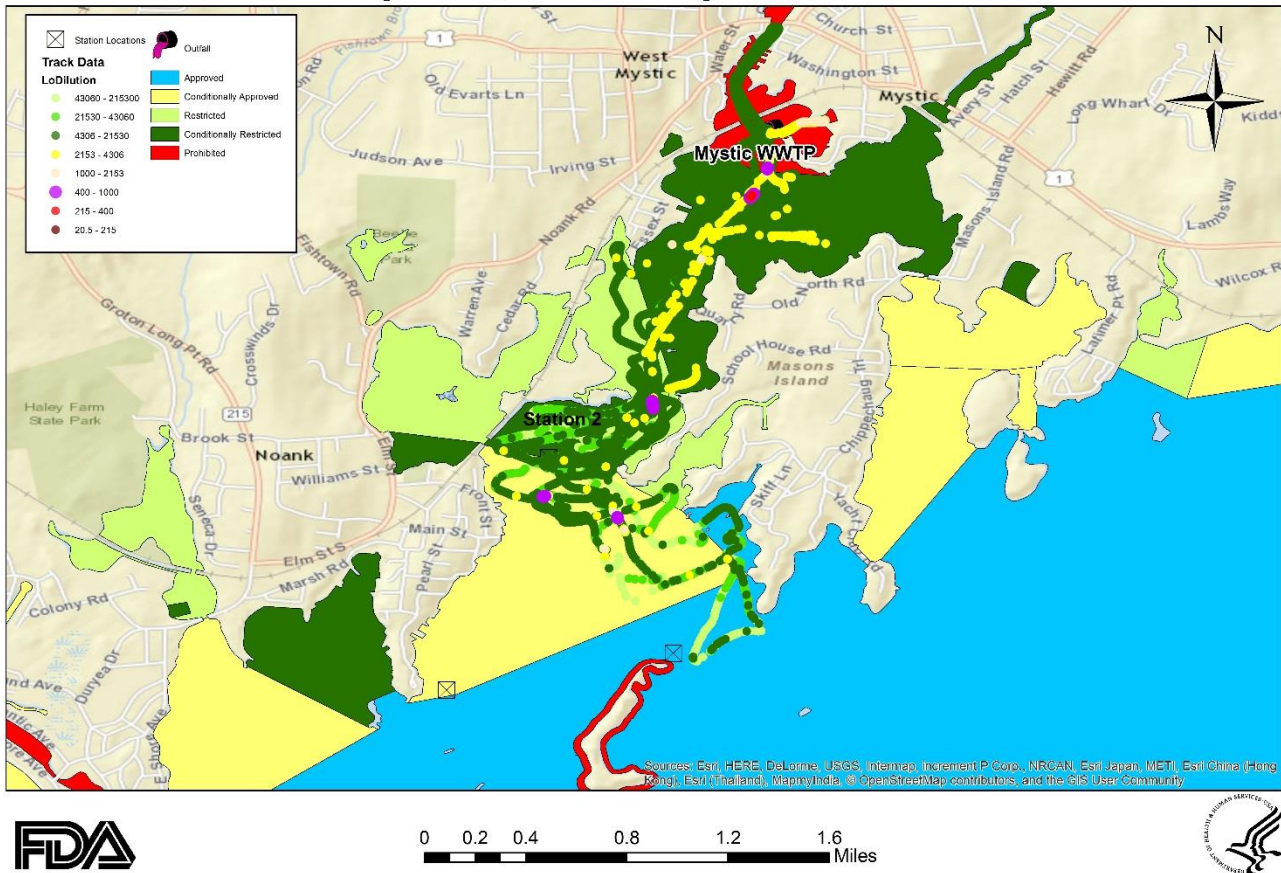 Station Locations
Outfall
Track Data
LoDilution
43060 - 215300
21530 - 43060
4306 - 21530
2153 - 4306
1000 - 2153
400 - 1000
215 - 400
20.5 - 215
Approved
Conditionally Approved
Restricted
Conditionally Restricted
Prohibited
N
1
West
Mystic
Water St
Church St
Washington St
Mystic
Avery St
Hatch St
Hewitt Rd
Long Wharf Dr
Old Evarts Ln
Judson Ave
Irving St
Mystic WWTP
1
Lambs Way
Wilcox R
Noank Rd
Essex St
Masons Island Rd
Fishtown Rd
Groton Long Pt Rd
Crosswinds Dr
Warren Ave
Cedar Rd
Old North Rd
School House Rd
Masons
Island
Chippechaug Trl
Latimer Pt Rd
Haley Farm
State Park
215
Brook St
Noank
Williams St
Elm St
Station 2
Front St
Main St
Pearl St
Skiff Ln
Seneca Dr
Elm St S
Marsh Rd
Colony Rd
Duryea Dr
E Shore Ave
Sources: Esri, HERE, DeLorme, USGS, Intermap, increment P Corp., NRCAN, Esri Japan, METI, Esri China (Hong
Kong), Esri (Thailand), MapmyIndia, © OpenStreetMap contributors, and the GIS User Community
FDA
0 0.2 0.4 0.8 1.2 1.6
Miles